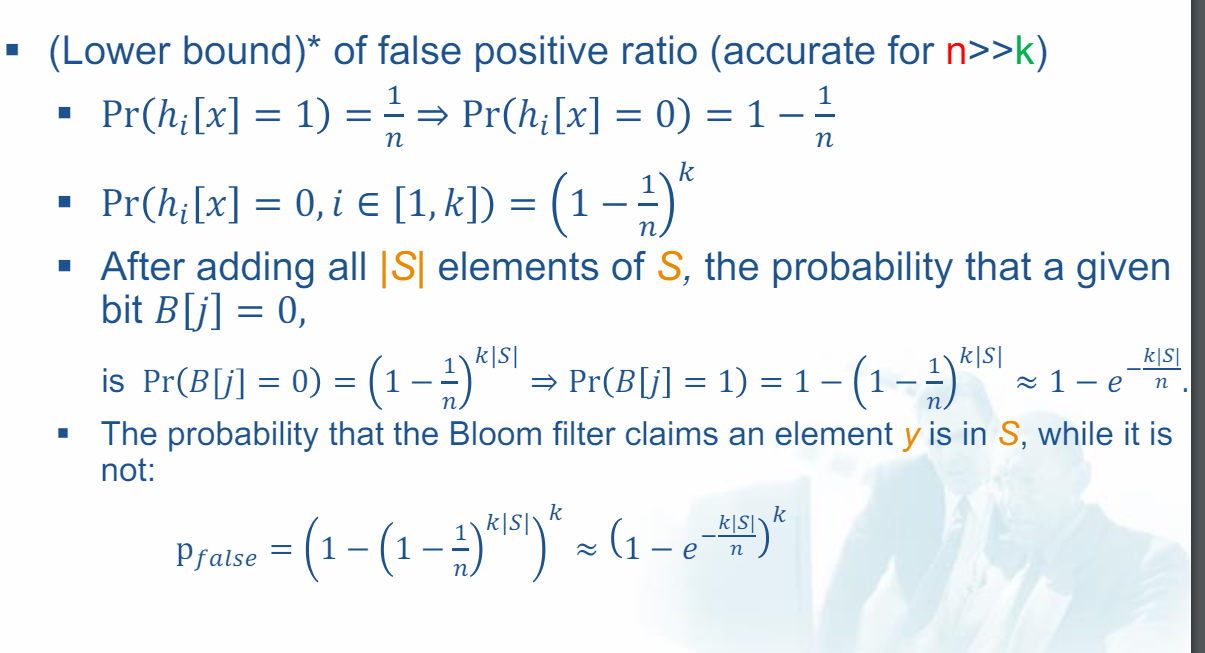 ▪ (Lower bound)* of false positive ratio (accurate for n>>k)
▪ Pr(hᵢ[x] = 1) = 1/n ⇒ Pr(hᵢ[x] = 0) = 1 − 1/n
▪ Pr(hᵢ[x] = 0, i ∈ [1, k]) = (1 − 1/n)^k
▪ After adding all |S| elements of S, the probability that a given
bit B[j] = 0,
is Pr(B[j] = 0) = (1 − 1/n)^(k|S|) ⇒ Pr(B[j] = 1) = 1 − (1 − 1/n)^(k|S|) ≈ 1 − e^(−k|S|/n).
▪ The probability that the Bloom filter claims an element y is in S, while it is
not:
p_false = (1 − (1 − 1/n)^(k|S|))^k ≈ (1 − e^(−k|S|/n))^k